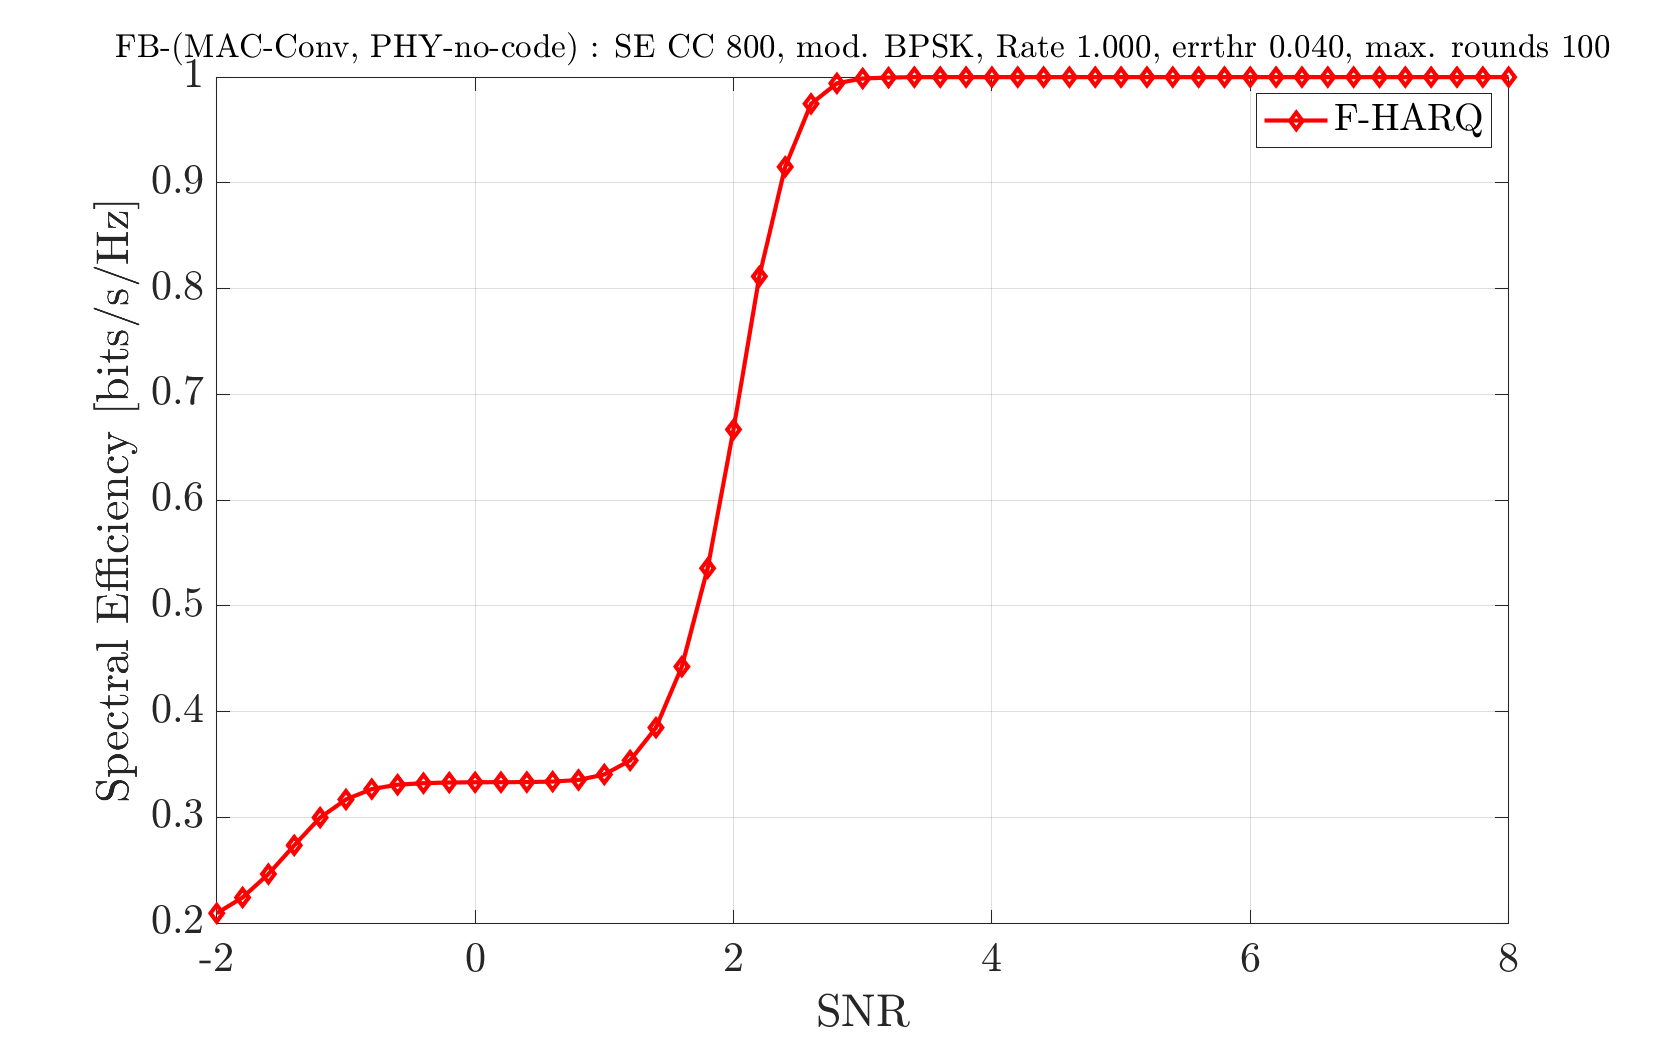 FB-(MAC-Conv, PHY-no-code) : SE CC 800, mod. BPSK, Rate 1.000, errthr 0.040, max. rounds 100
1
0.9
0.8
0.7
0.6
0.5
0.4
0.3
0.2
Spectral Efficiency [bits/s/Hz]
F-HARQ
-2 0 2 4 6 8
SNR